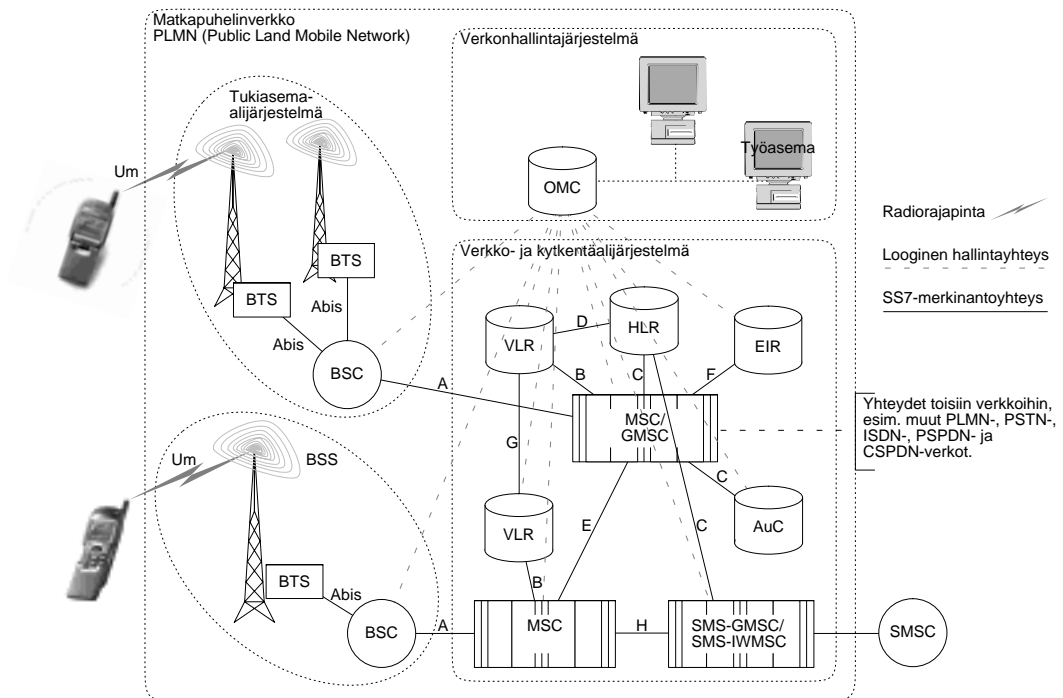 Matkapuhelinverkko
PLMN (Public Land Mobile Network)
Verkonhallintajärjestelmä
Tukiasema-
alijärjestelmä
Um
Työasema
OMC
Radiorajapinta
Looginen hallintayhteys
SS7-merkinantoyhteys
Verkko- ja kytkentäalijärjestelmä
BTS
BTS
Abis
Abis
BSC
A
VLR
D
HLR
EIR
B
C
F
MSC/
GMSC
Yhteydet toisiin verkkoihin,
esim. muut PLMN-, PSTN-,
ISDN-, PSPDN- ja
CSPDN-verkot.
G
Um
BSS
C
E
C
AuC
VLR
B
BTS
Abis
BSC
A
MSC
H
SMS-GMSC/
SMS-IWMSC
SMSC